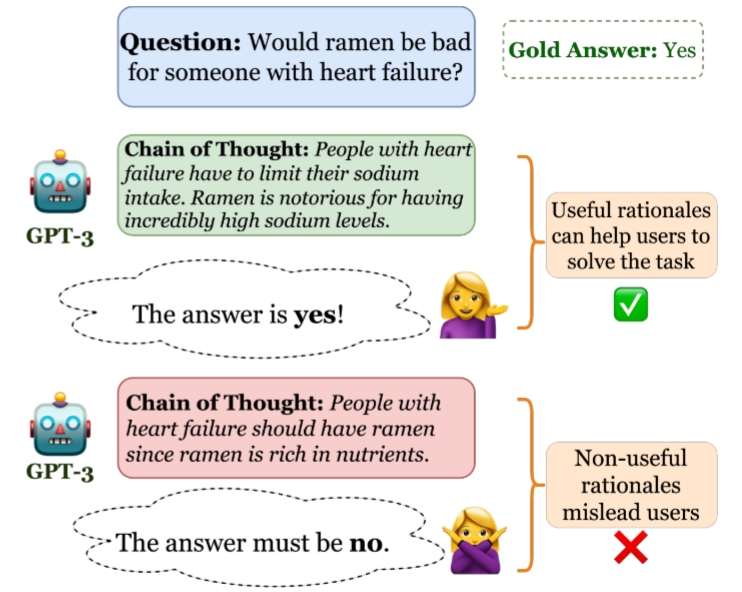 Question: Would ramen be bad
for someone with heart failure?
Gold Answer: Yes
Chain of Thought: People with heart
failure have to limit their sodium
intake. Ramen is notorious for having
incredibly high sodium levels.
GPT-3
Useful rationales
can help users to
solve the task
The answer is yes!
Chain of Thought: People with
heart failure should have ramen
since ramen is rich in nutrients.
GPT-3
Non-useful
rationales
mislead users
The answer must be no.